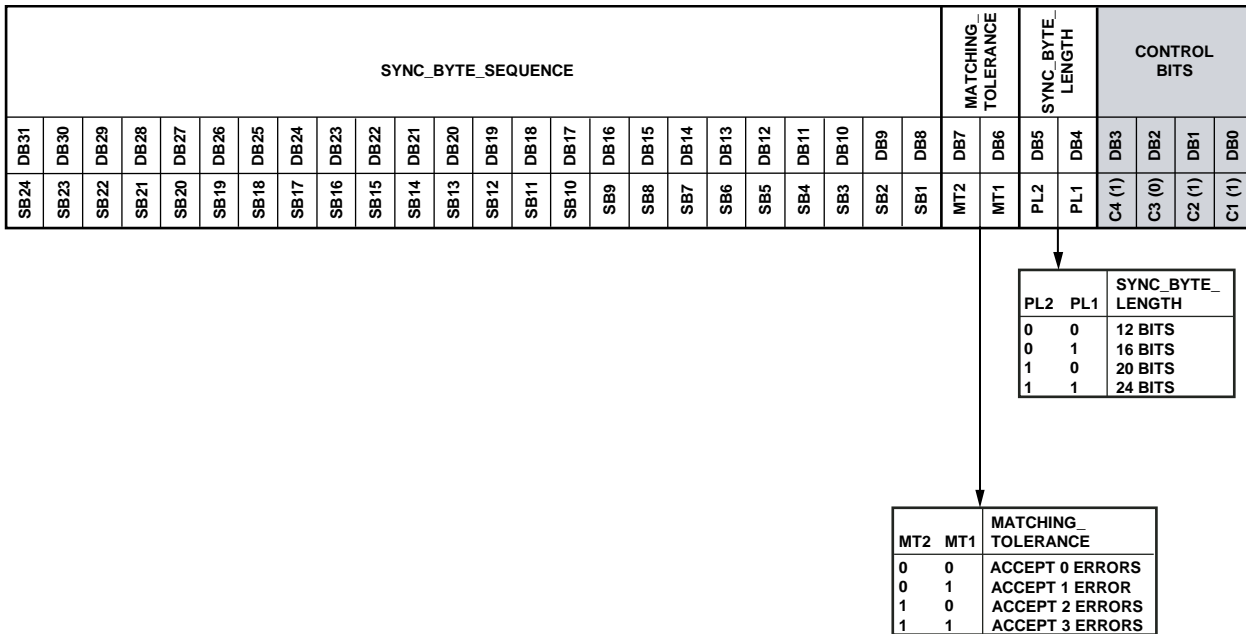 SYNC_BYTE_SEQUENCE
MATCHING_
TOLERANCE
SYNC_BYTE_
LENGTH
CONTROL
BITS
DB31 DB30 DB29 DB28 DB27 DB26 DB25 DB24 DB23 DB22 DB21 DB20 DB19 DB18 DB17 DB16 DB15 DB14 DB13 DB12 DB11 DB10 DB9 DB8 DB7 DB6 DB5 DB4 DB3 DB2 DB1 DB0
SB24 SB23 SB22 SB21 SB20 SB19 SB18 SB17 SB16 SB15 SB14 SB13 SB12 SB11 SB10 SB9 SB8 SB7 SB6 SB5 SB4 SB3 SB2 SB1 MT2 MT1 PL2 PL1 C4 (1) C3 (0) C2 (1) C1 (1)
SYNC_BYTE_
PL2 PL1 LENGTH
0 0 12 BITS
0 1 16 BITS
1 0 20 BITS
1 1 24 BITS
MATCHING_
MT2 MT1 TOLERANCE
0 0 ACCEPT 0 ERRORS
0 1 ACCEPT 1 ERROR
1 0 ACCEPT 2 ERRORS
1 1 ACCEPT 3 ERRORS